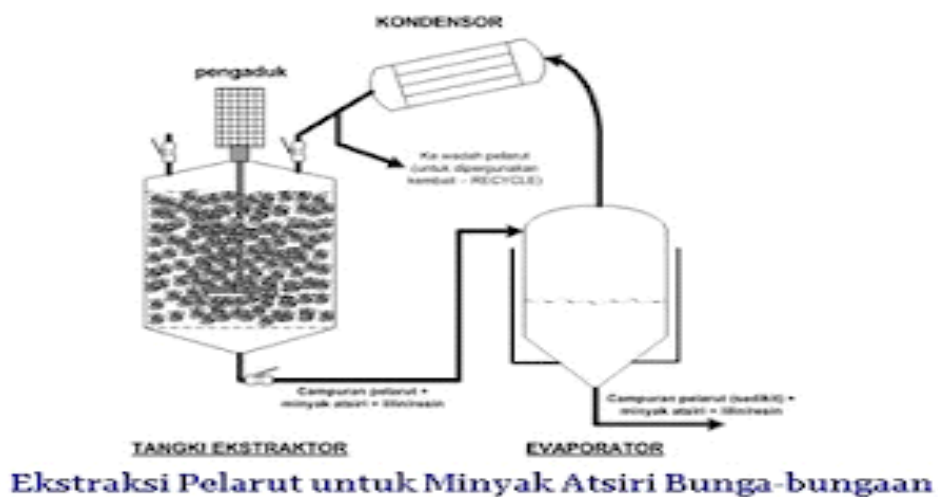 KONDENSOR
pengaduk
Ke wadah pelarut
(untuk dipergunakan
kembali - RECYCLE)
Campuran pelarut +
minyak atsiri + lilin/resin
Campuran pelarut (sedikit) +
minyak atsiri + lilin/resin
TANGKI EKSTRAKTOR
EVAPORATOR
Ekstraksi Pelarut untuk Minyak Atsiri Bunga-bungaan